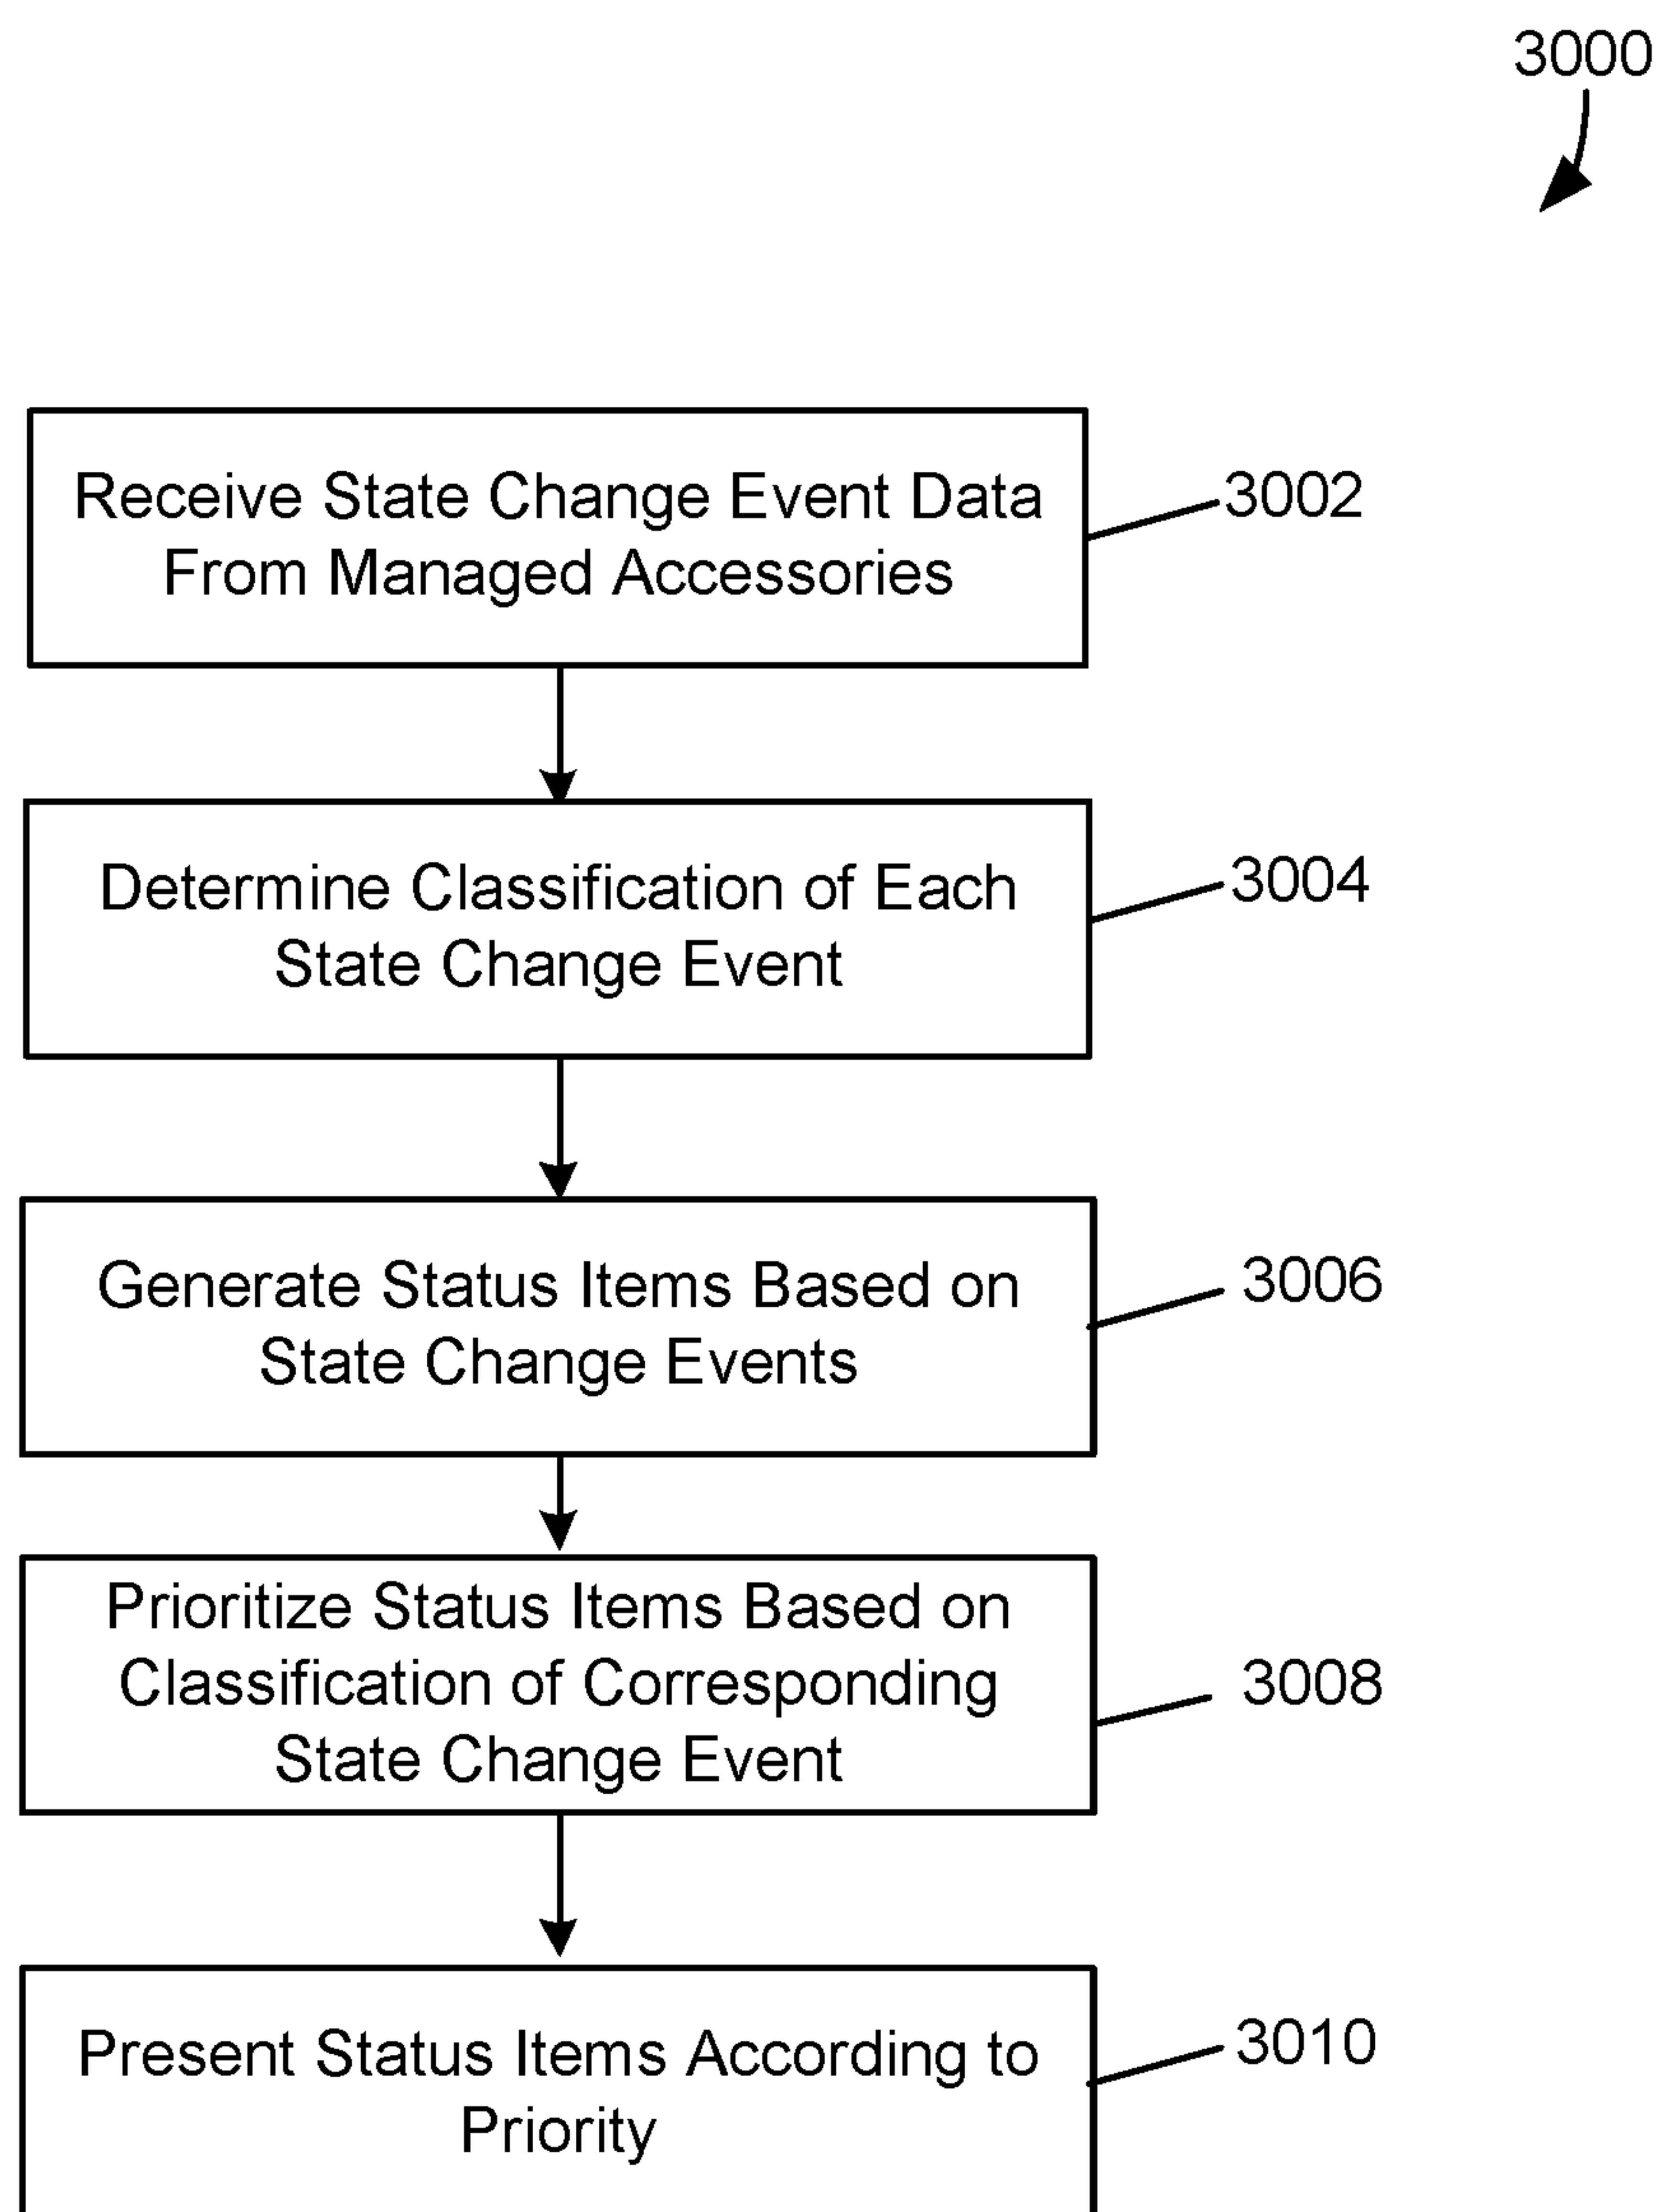 3000
Receive State Change Event Data
From Managed Accessories
3002
Determine Classification of Each
State Change Event
3004
Generate Status Items Based on
State Change Events
3006
Prioritize Status Items Based on
Classification of Corresponding
State Change Event
3008
Present Status Items According to
Priority
3010